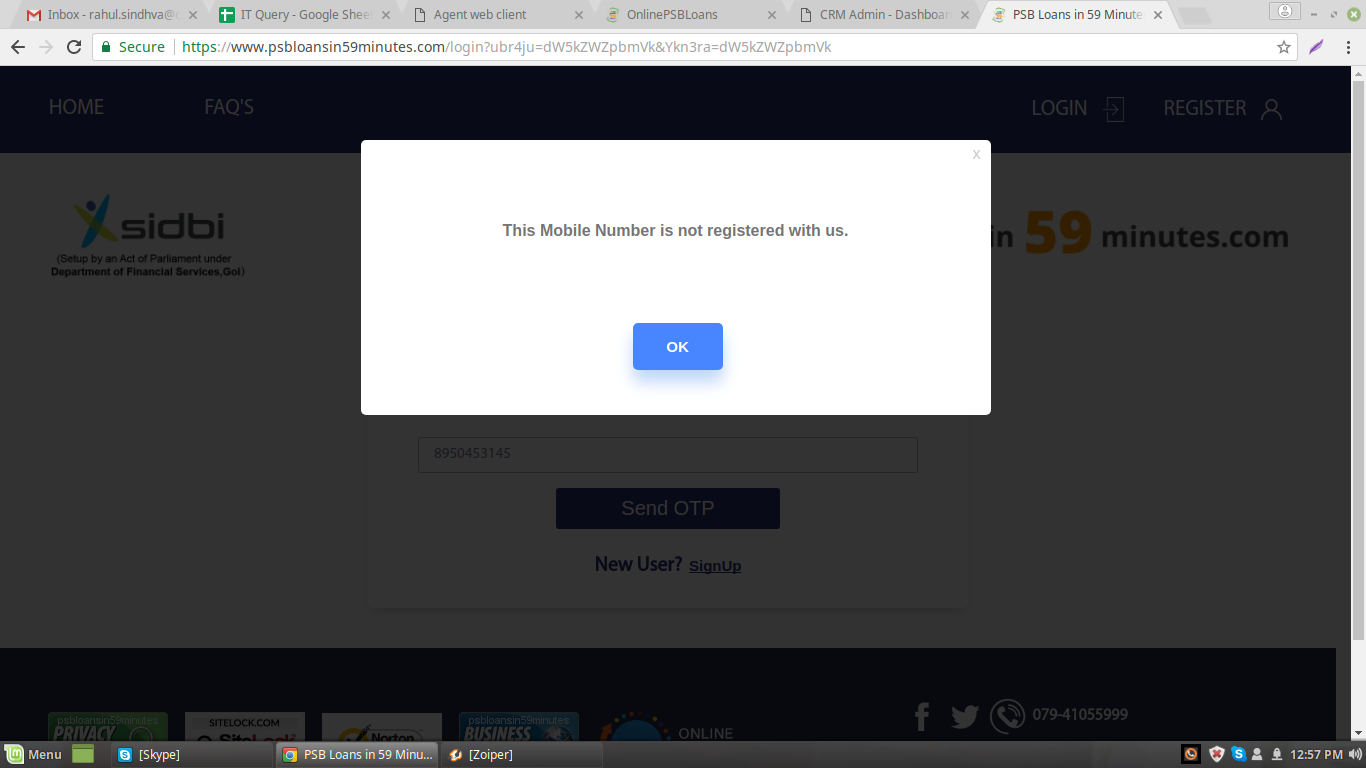 Inbox - rahul.sindhva@
IT Query - Google Shee
Agent web client
OnlinePSBLoans
CRM Admin - Dashboar
PSB Loans in 59 Minute
Secure
https://www.psbloansin59minutes.com/login?ubr4ju=dW5kZWZpbmVk&Ykn3ra=dW5kZWZpbmVk
HOME
FAQ'S
LOGIN
REGISTER
x
sidbi
(Setup by an Act of Parliament under
Department of Financial Services,GoI)
in 59 minutes.com
This Mobile Number is not registered with us.
OK
8950453145
Send OTP
New User? SignUp
psbloansin59minutes
PRIVACY
SITELOCK.COM
SiteLock
Norton
psbloansin59minutes
BUSINESS
ONLINE
079-41055999
Menu
[Skype]
PSB Loans in 59 Minu...
[Zoiper]
12:57 PM